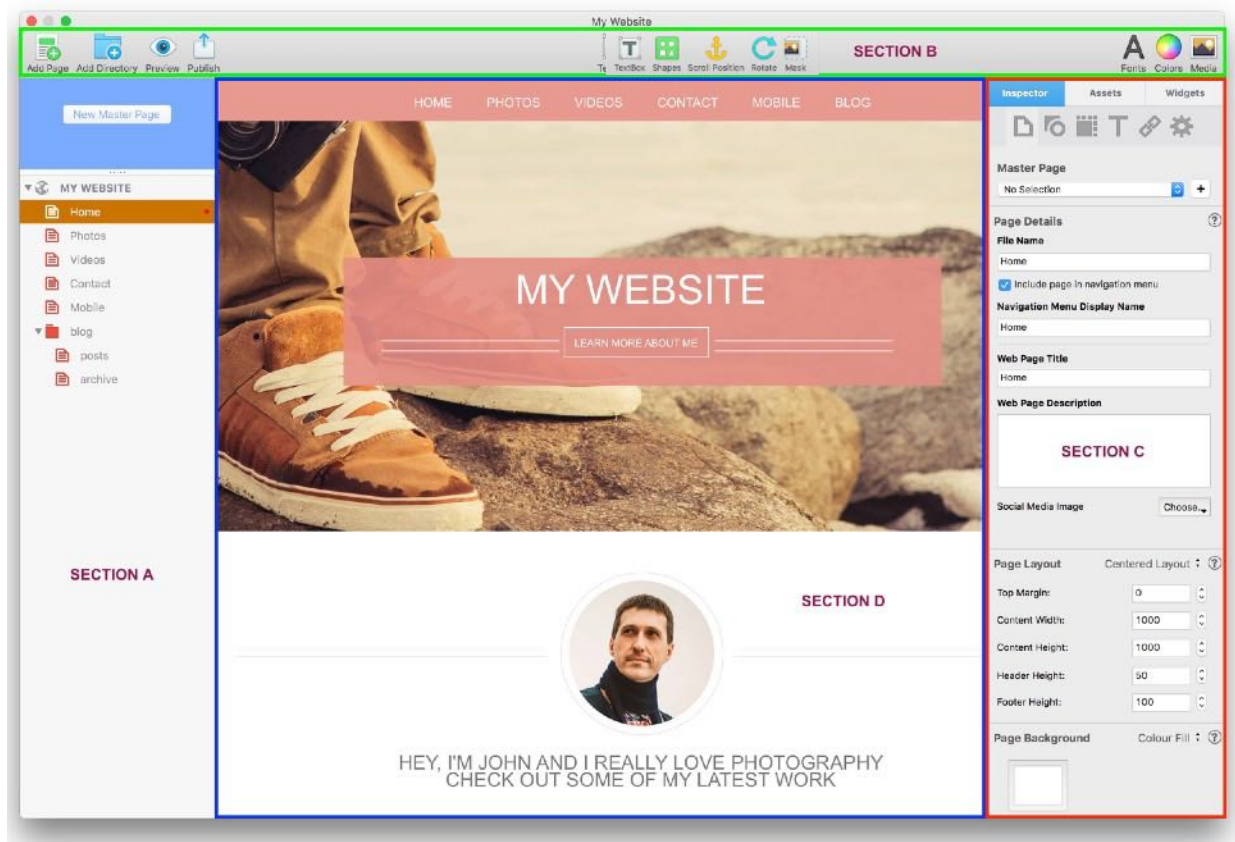 My Website
Add Page Add Directory Preview Publish
Te TextBox Shapes Scroll Position Rotate Mask
SECTION B
Fonts Colors Media
New Master Page
MY WEBSITE
Home
Photos
Videos
Contact
Mobile
blog
posts
archive
SECTION A
HOME PHOTOS VIDEOS CONTACT MOBILE BLOG
MY WEBSITE
LEARN MORE ABOUT ME
SECTION D
HEY, I'M JOHN AND I REALLY LOVE PHOTOGRAPHY
CHECK OUT SOME OF MY LATEST WORK
Inspector Assets Widgets
Master Page
No Selection
Page Details
File Name
Home
Include page in navigation menu
Navigation Menu Display Name
Home
Web Page Title
Home
Web Page Description
SECTION C
Social Media Image Choose...
Page Layout Centered Layout
Top Margin: 0
Content Width: 1000
Content Height: 1000
Header Height: 50
Footer Height: 100
Page Background Colour Fill